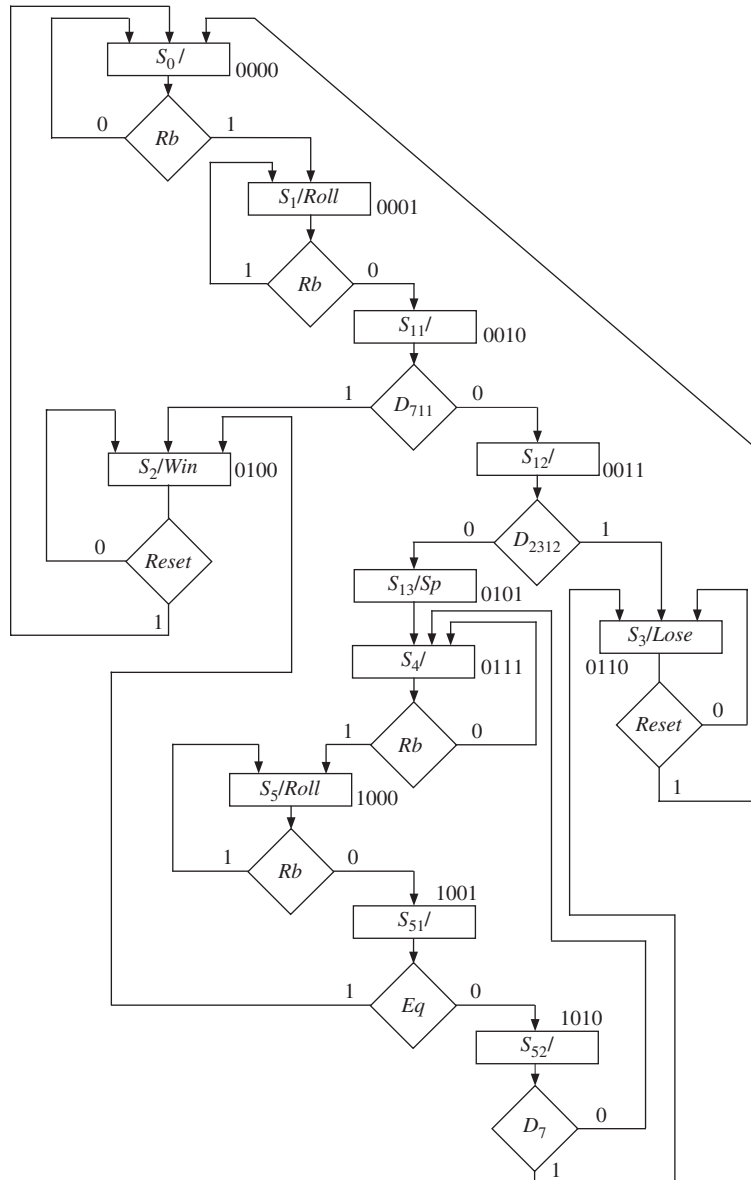 S₀/
0000
0 Rb 1
S₁/Roll
0001
1 Rb 0
S₁₁/
0010
1 D₇₁₁ 0
S₂/Win
0100
S₁₂/
0011
0 Reset
1
0 D₂₃₁₂ 1
S₁₃/Sp
0101
S₃/Lose
0110
S₄/
0111
Reset 0
1
1 Rb 0
S₅/Roll
1000
1 Rb 0
1001
S₅₁/
1 Eq 0
1010
S₅₂/
D₇ 0
1